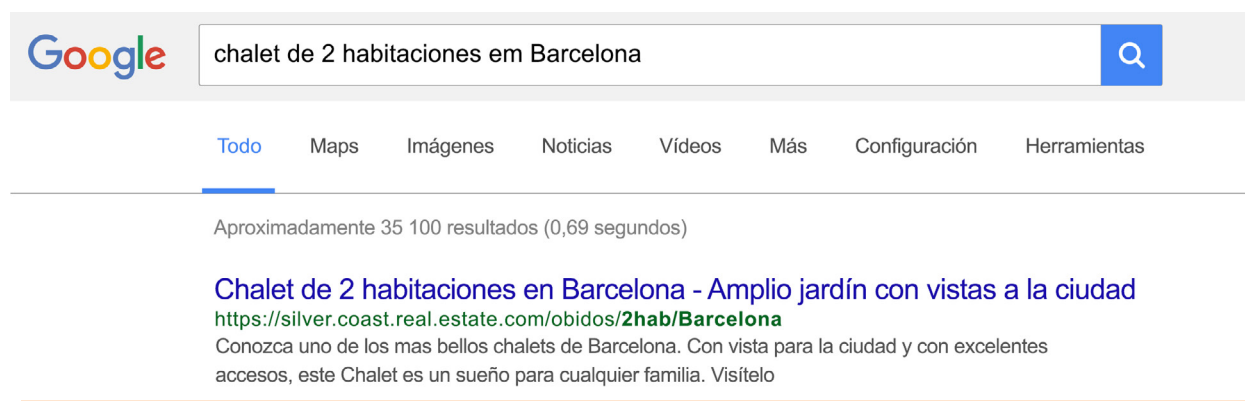 Google
chalet de 2 habitaciones em Barcelona
Todo Maps Imágenes Noticias Vídeos Más Configuración Herramientas
Aproximadamente 35 100 resultados (0,69 segundos)
Chalet de 2 habitaciones en Barcelona - Amplio jardín con vistas a la ciudad
https://silver.coast.real.estate.com/obidos/2hab/Barcelona
Conozca uno de los mas bellos chalets de Barcelona. Con vista para la ciudad y con excelentes
accesos, este Chalet es un sueño para cualquier familia. Visítelo